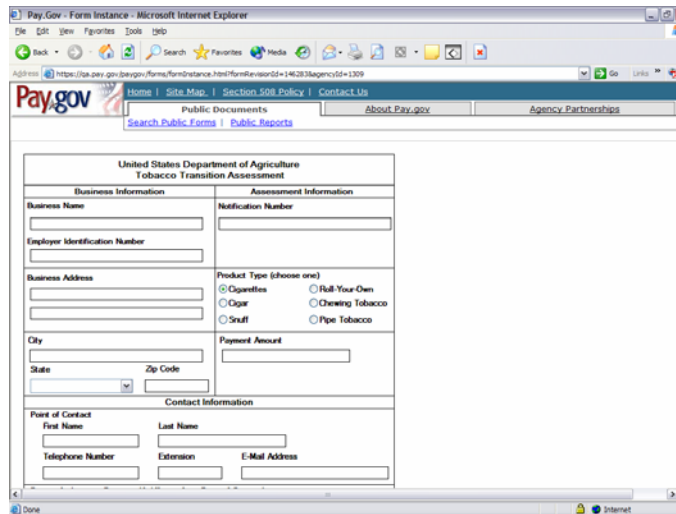 Pay.Gov - Form Instance - Microsoft Internet Explorer
File Edit View Favorites Tools Help
Back Search Favorites Media
Address https://qa.pay.gov/paygov/forms/formInstance.html?formRevisionId=146283&agencyId=1309 Go Links »
Pay.gov Home | Site Map | Section 508 Policy | Contact Us
Public Documents About Pay.gov Agency Partnerships
Search Public Forms | Public Reports
United States Department of Agriculture
Tobacco Transition Assessment
Business Information Assessment Information
Business Name Notification Number
Employer Identification Number
Business Address Product Type (choose one)
Cigarettes Roll-Your-Own
Cigar Chewing Tobacco
Snuff Pipe Tobacco
City Payment Amount
State Zip Code
Contact Information
Point of Contact
First Name Last Name
Telephone Number Extension E-Mail Address
Done Internet